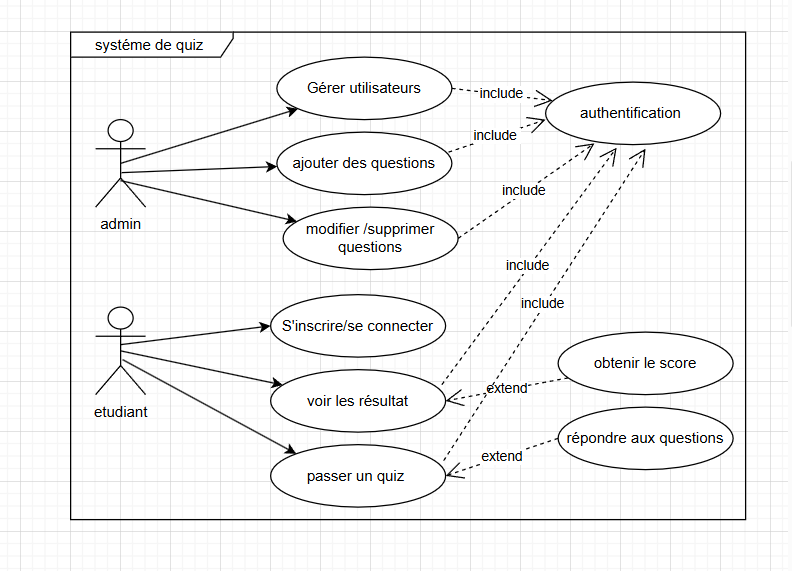 systéme de quiz
Gérer utilisateurs
include
authentification
include
ajouter des questions
include
admin
modifier /supprimer
questions
include
include
S'inscrire/se connecter
obtenir le score
extend
voir les résultat
etudiant
répondre aux questions
extend
passer un quiz